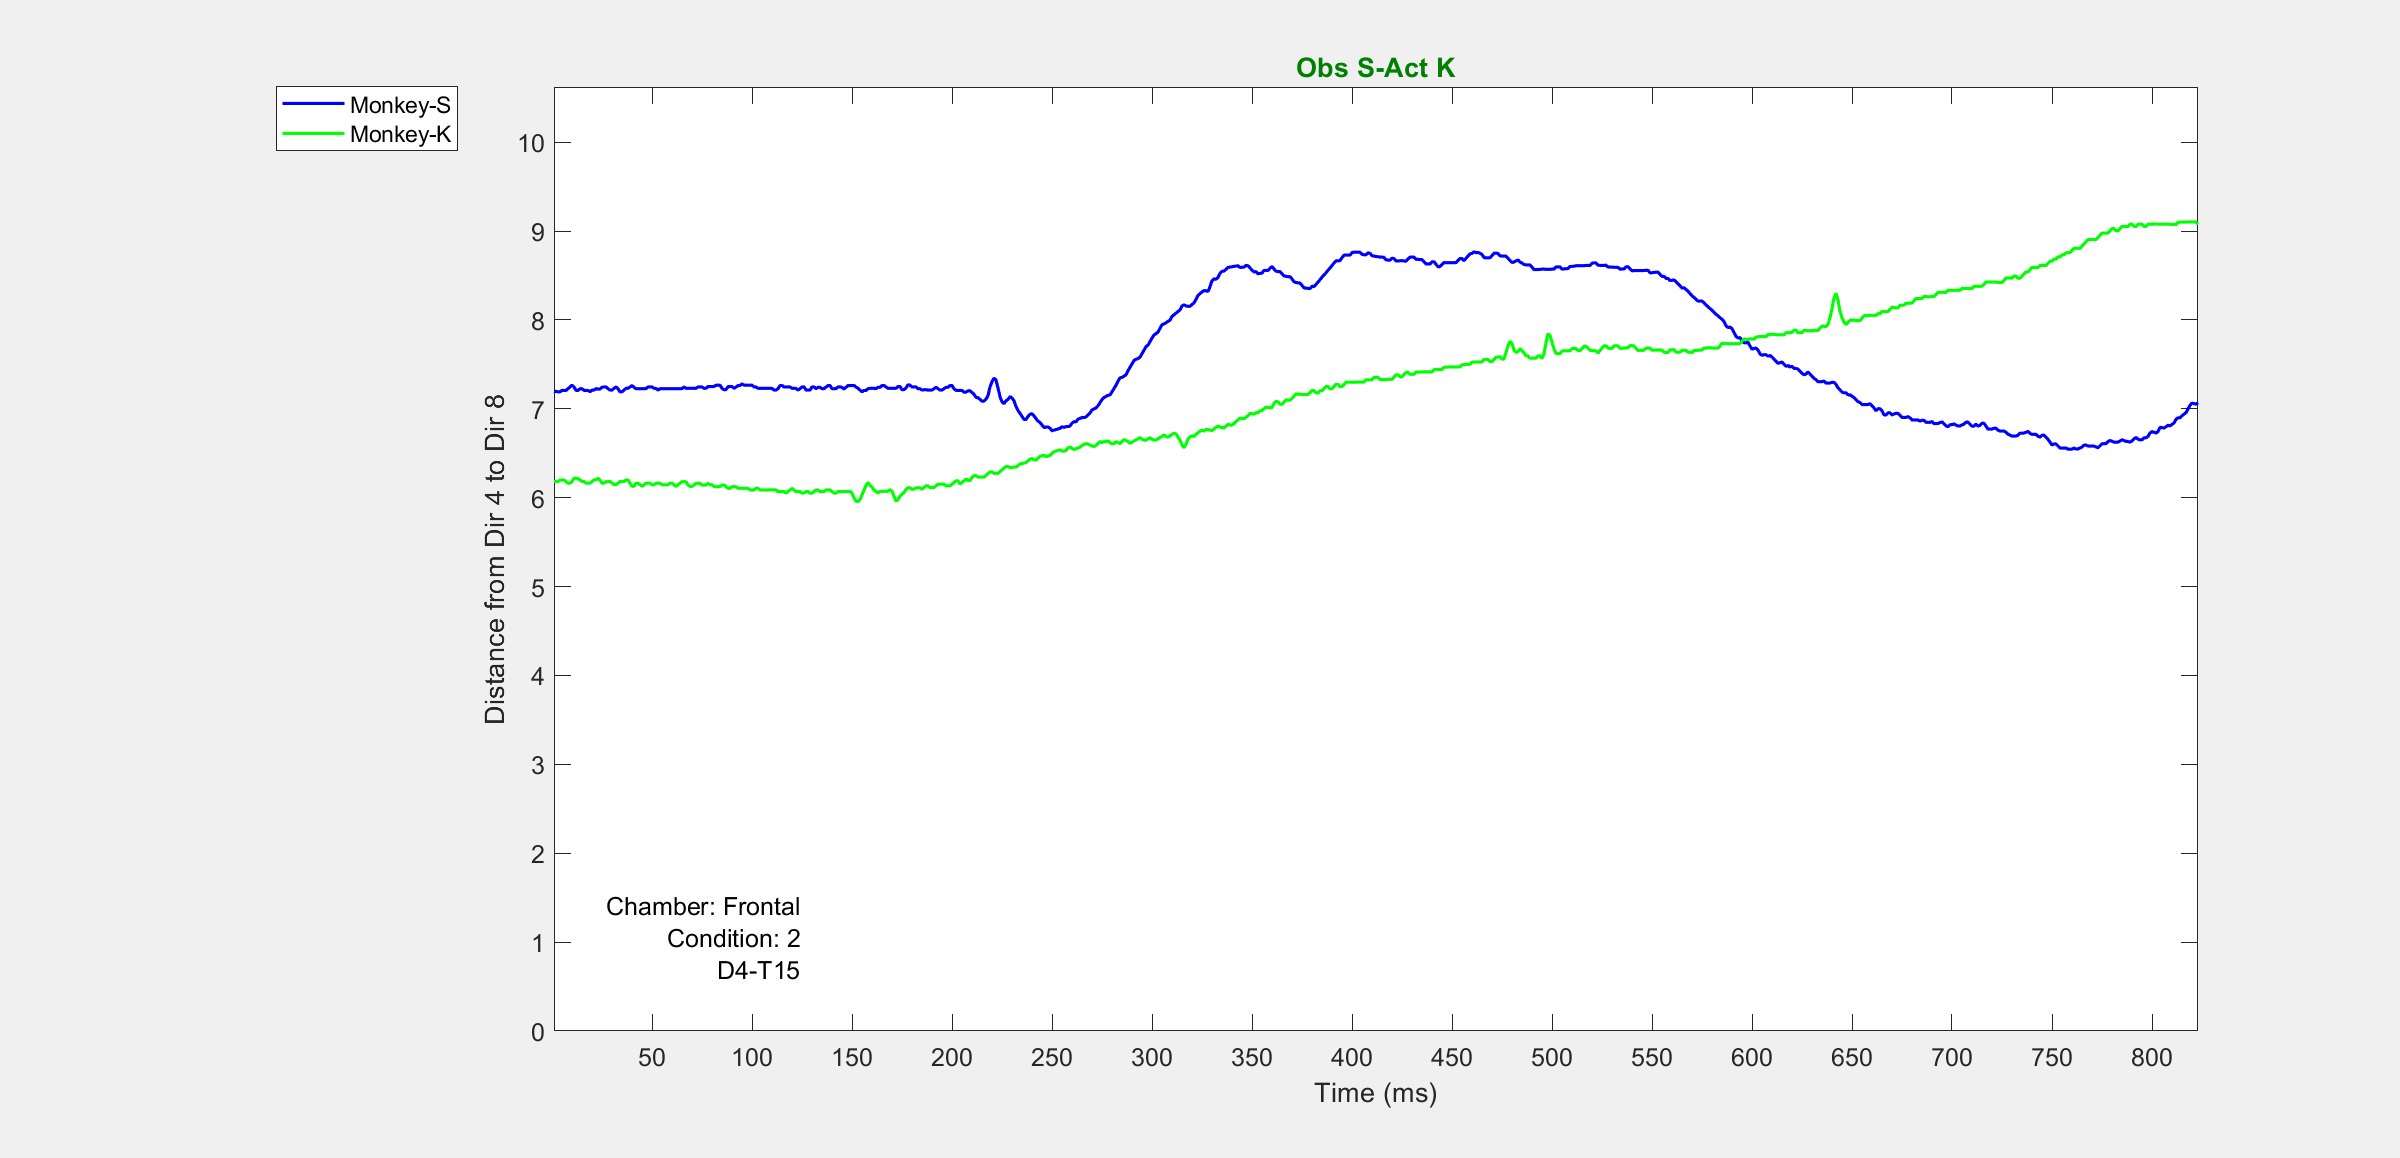 Obs S-Act K
Monkey-S
Monkey-K
10
9
8
7
6
5
4
3
2
1
0
Distance from Dir 4 to Dir 8
Chamber: Frontal
Condition: 2
D4-T15
50 100 150 200 250 300 350 400 450 500 550 600 650 700 750 800
Time (ms)